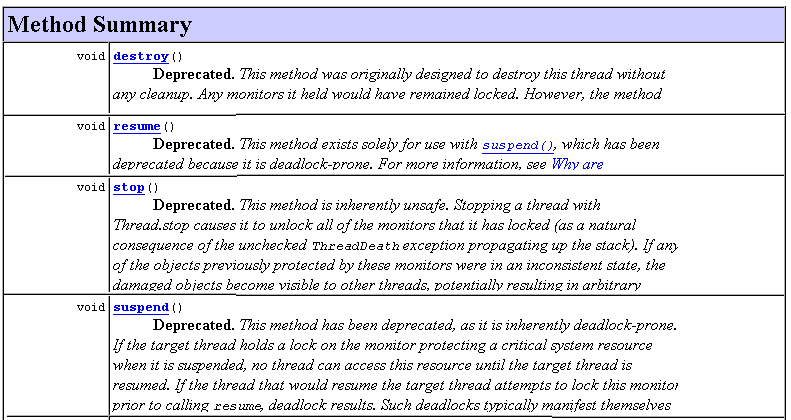 Method Summary
void destroy()
Deprecated. This method was originally designed to destroy this thread without
any cleanup. Any monitors it held would have remained locked. However, the method
void resume()
Deprecated. This method exists solely for use with suspend(), which has been
deprecated because it is deadlock-prone. For more information, see Why are
void stop()
Deprecated. This method is inherently unsafe. Stopping a thread with
Thread.stop causes it to unlock all of the monitors that it has locked (as a natural
consequence of the unchecked ThreadDeath exception propagating up the stack). If any
of the objects previously protected by these monitors were in an inconsistent state, the
damaged objects become visible to other threads, potentially resulting in arbitrary
void suspend()
Deprecated. This method has been deprecated, as it is inherently deadlock-prone.
If the target thread holds a lock on the monitor protecting a critical system resource
when it is suspended, no thread can access this resource until the target thread is
resumed. If the thread that would resume the target thread attempts to lock this monitor
prior to calling resume, deadlock results. Such deadlocks typically manifest themselves